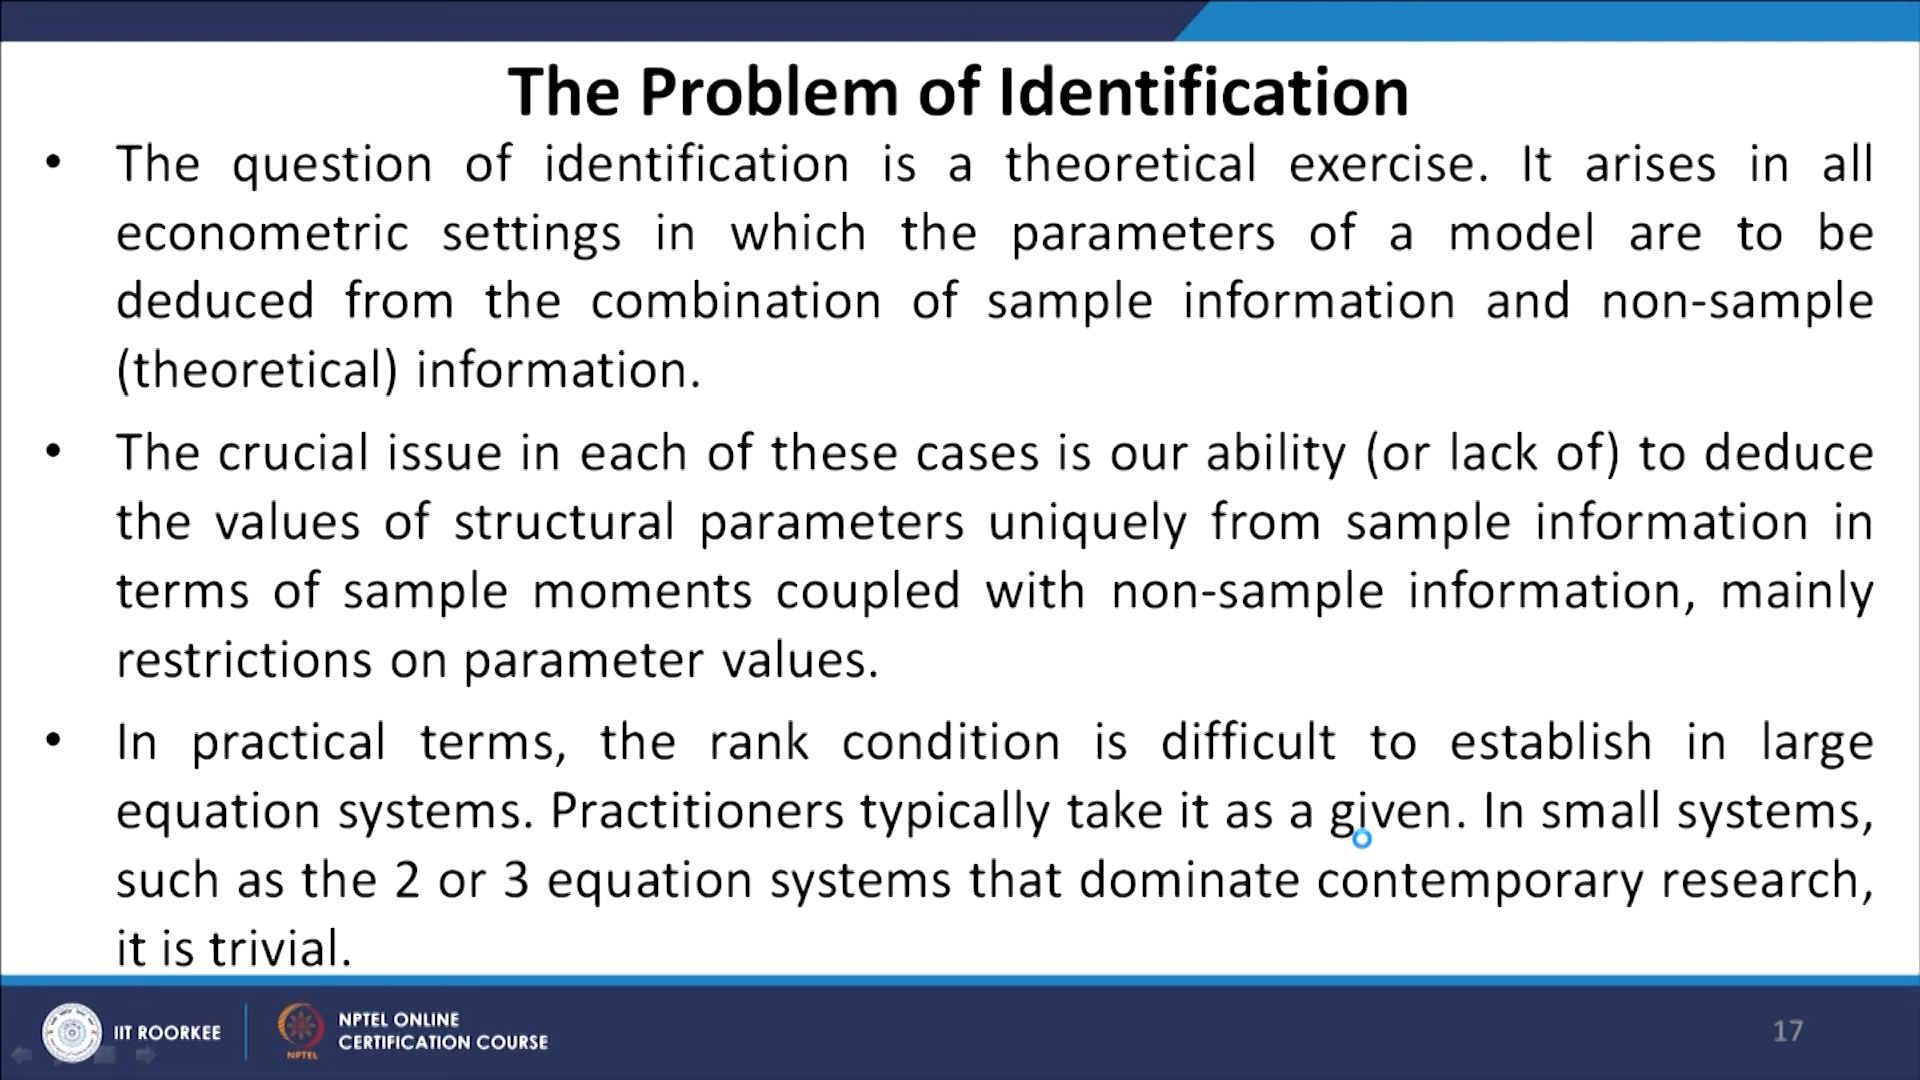 The Problem of Identification
• The question of identification is a theoretical exercise. It arises in all
econometric settings in which the parameters of a model are to be
deduced from the combination of sample information and non-sample
(theoretical) information.
• The crucial issue in each of these cases is our ability (or lack of) to deduce
the values of structural parameters uniquely from sample information in
terms of sample moments coupled with non-sample information, mainly
restrictions on parameter values.
• In practical terms, the rank condition is difficult to establish in large
equation systems. Practitioners typically take it as a given. In small systems,
such as the 2 or 3 equation systems that dominate contemporary research,
it is trivial.
IIT ROORKEE
NPTEL
NPTEL ONLINE
CERTIFICATION COURSE
17